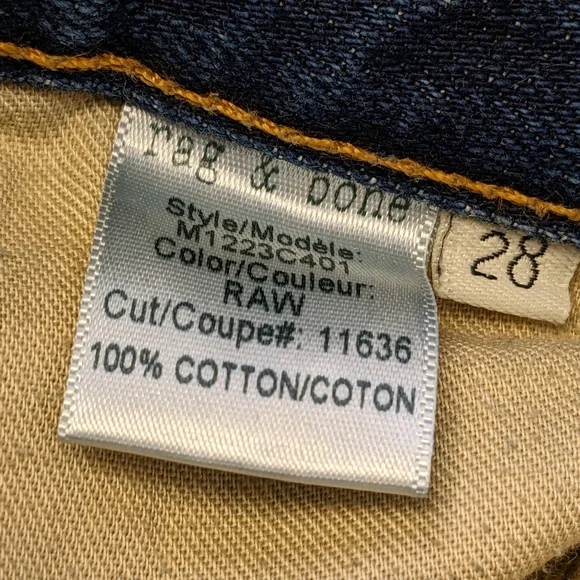 rag & bone
Style/Modèle:
M1223C401
Color/Couleur:
RAW
Cut/Coupe#: 11636
100% COTTON/COTON
28